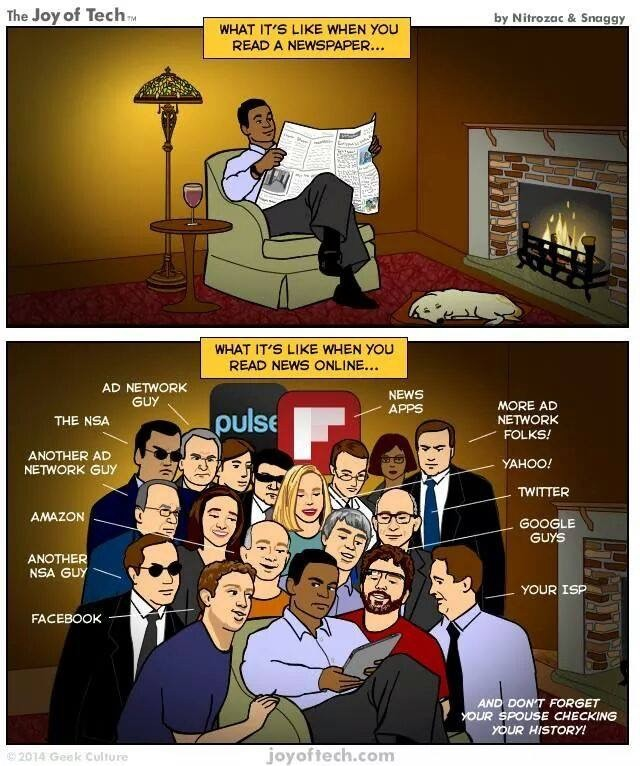 The Joy of Tech TM
by Nitrozac & Snaggy
WHAT IT'S LIKE WHEN YOU
READ A NEWSPAPER...
WHAT IT'S LIKE WHEN YOU
READ NEWS ONLINE...
AD NETWORK
GUY
THE NSA
ANOTHER AD
NETWORK GUY
AMAZON
ANOTHER
NSA GUY
FACEBOOK
pulse
NEWS
APPS
MORE AD
NETWORK
FOLKS!
YAHOO!
TWITTER
GOOGLE
GUYS
YOUR ISP
AND DON'T FORGET
YOUR SPOUSE CHECKING
YOUR HISTORY!
© 2014 Geek Culture
joyoftech.com